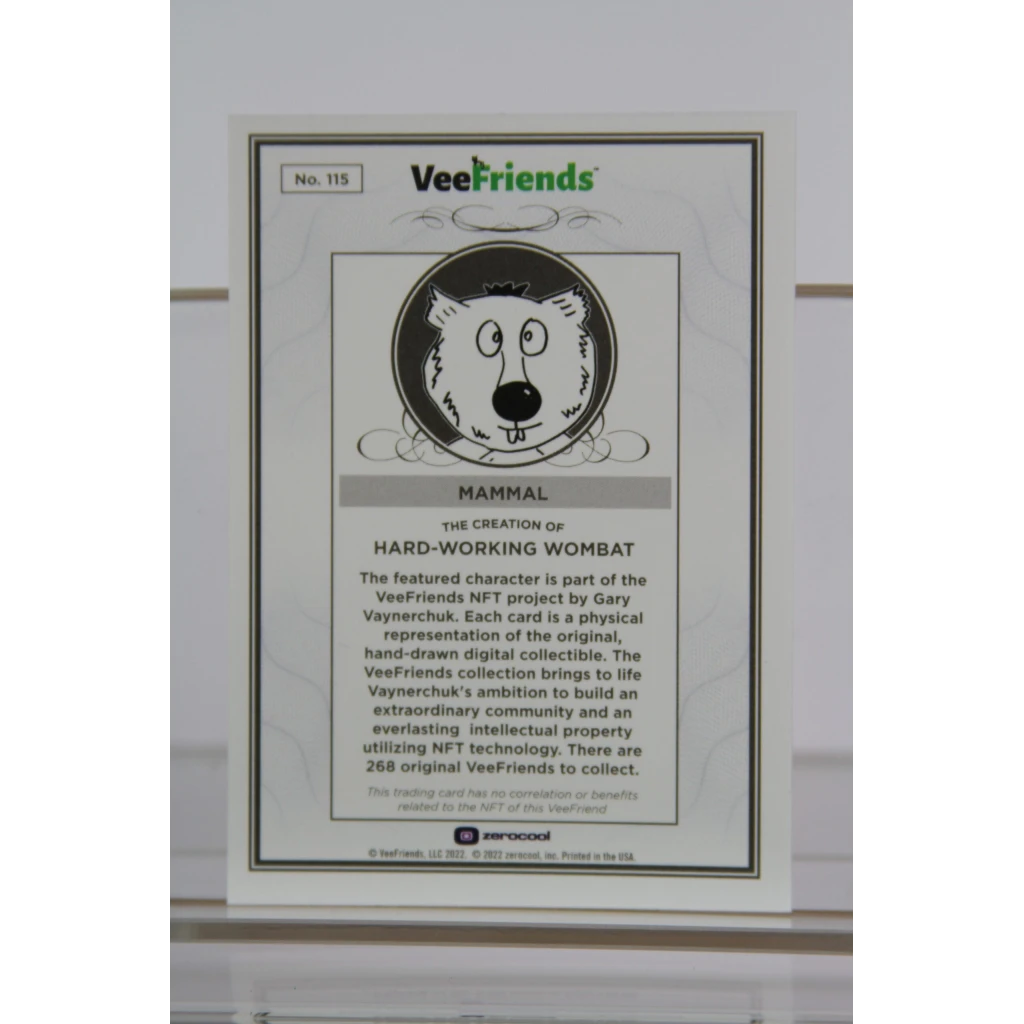 No. 115
VeeFriends™
MAMMAL
THE CREATION OF
HARD-WORKING WOMBAT
The featured character is part of the
VeeFriends NFT project by Gary
Vaynerchuk. Each card is a physical
representation of the original,
hand-drawn digital collectible. The
VeeFriends collection brings to life
Vaynerchuk's ambition to build an
extraordinary community and an
everlasting intellectual property
utilizing NFT technology. There are
268 original VeeFriends to collect.
This trading card has no correlation or benefits
related to the NFT of this VeeFriend
zerocool
© VeeFriends, LLC 2022. © 2022 zerocool, inc. Printed in the USA.